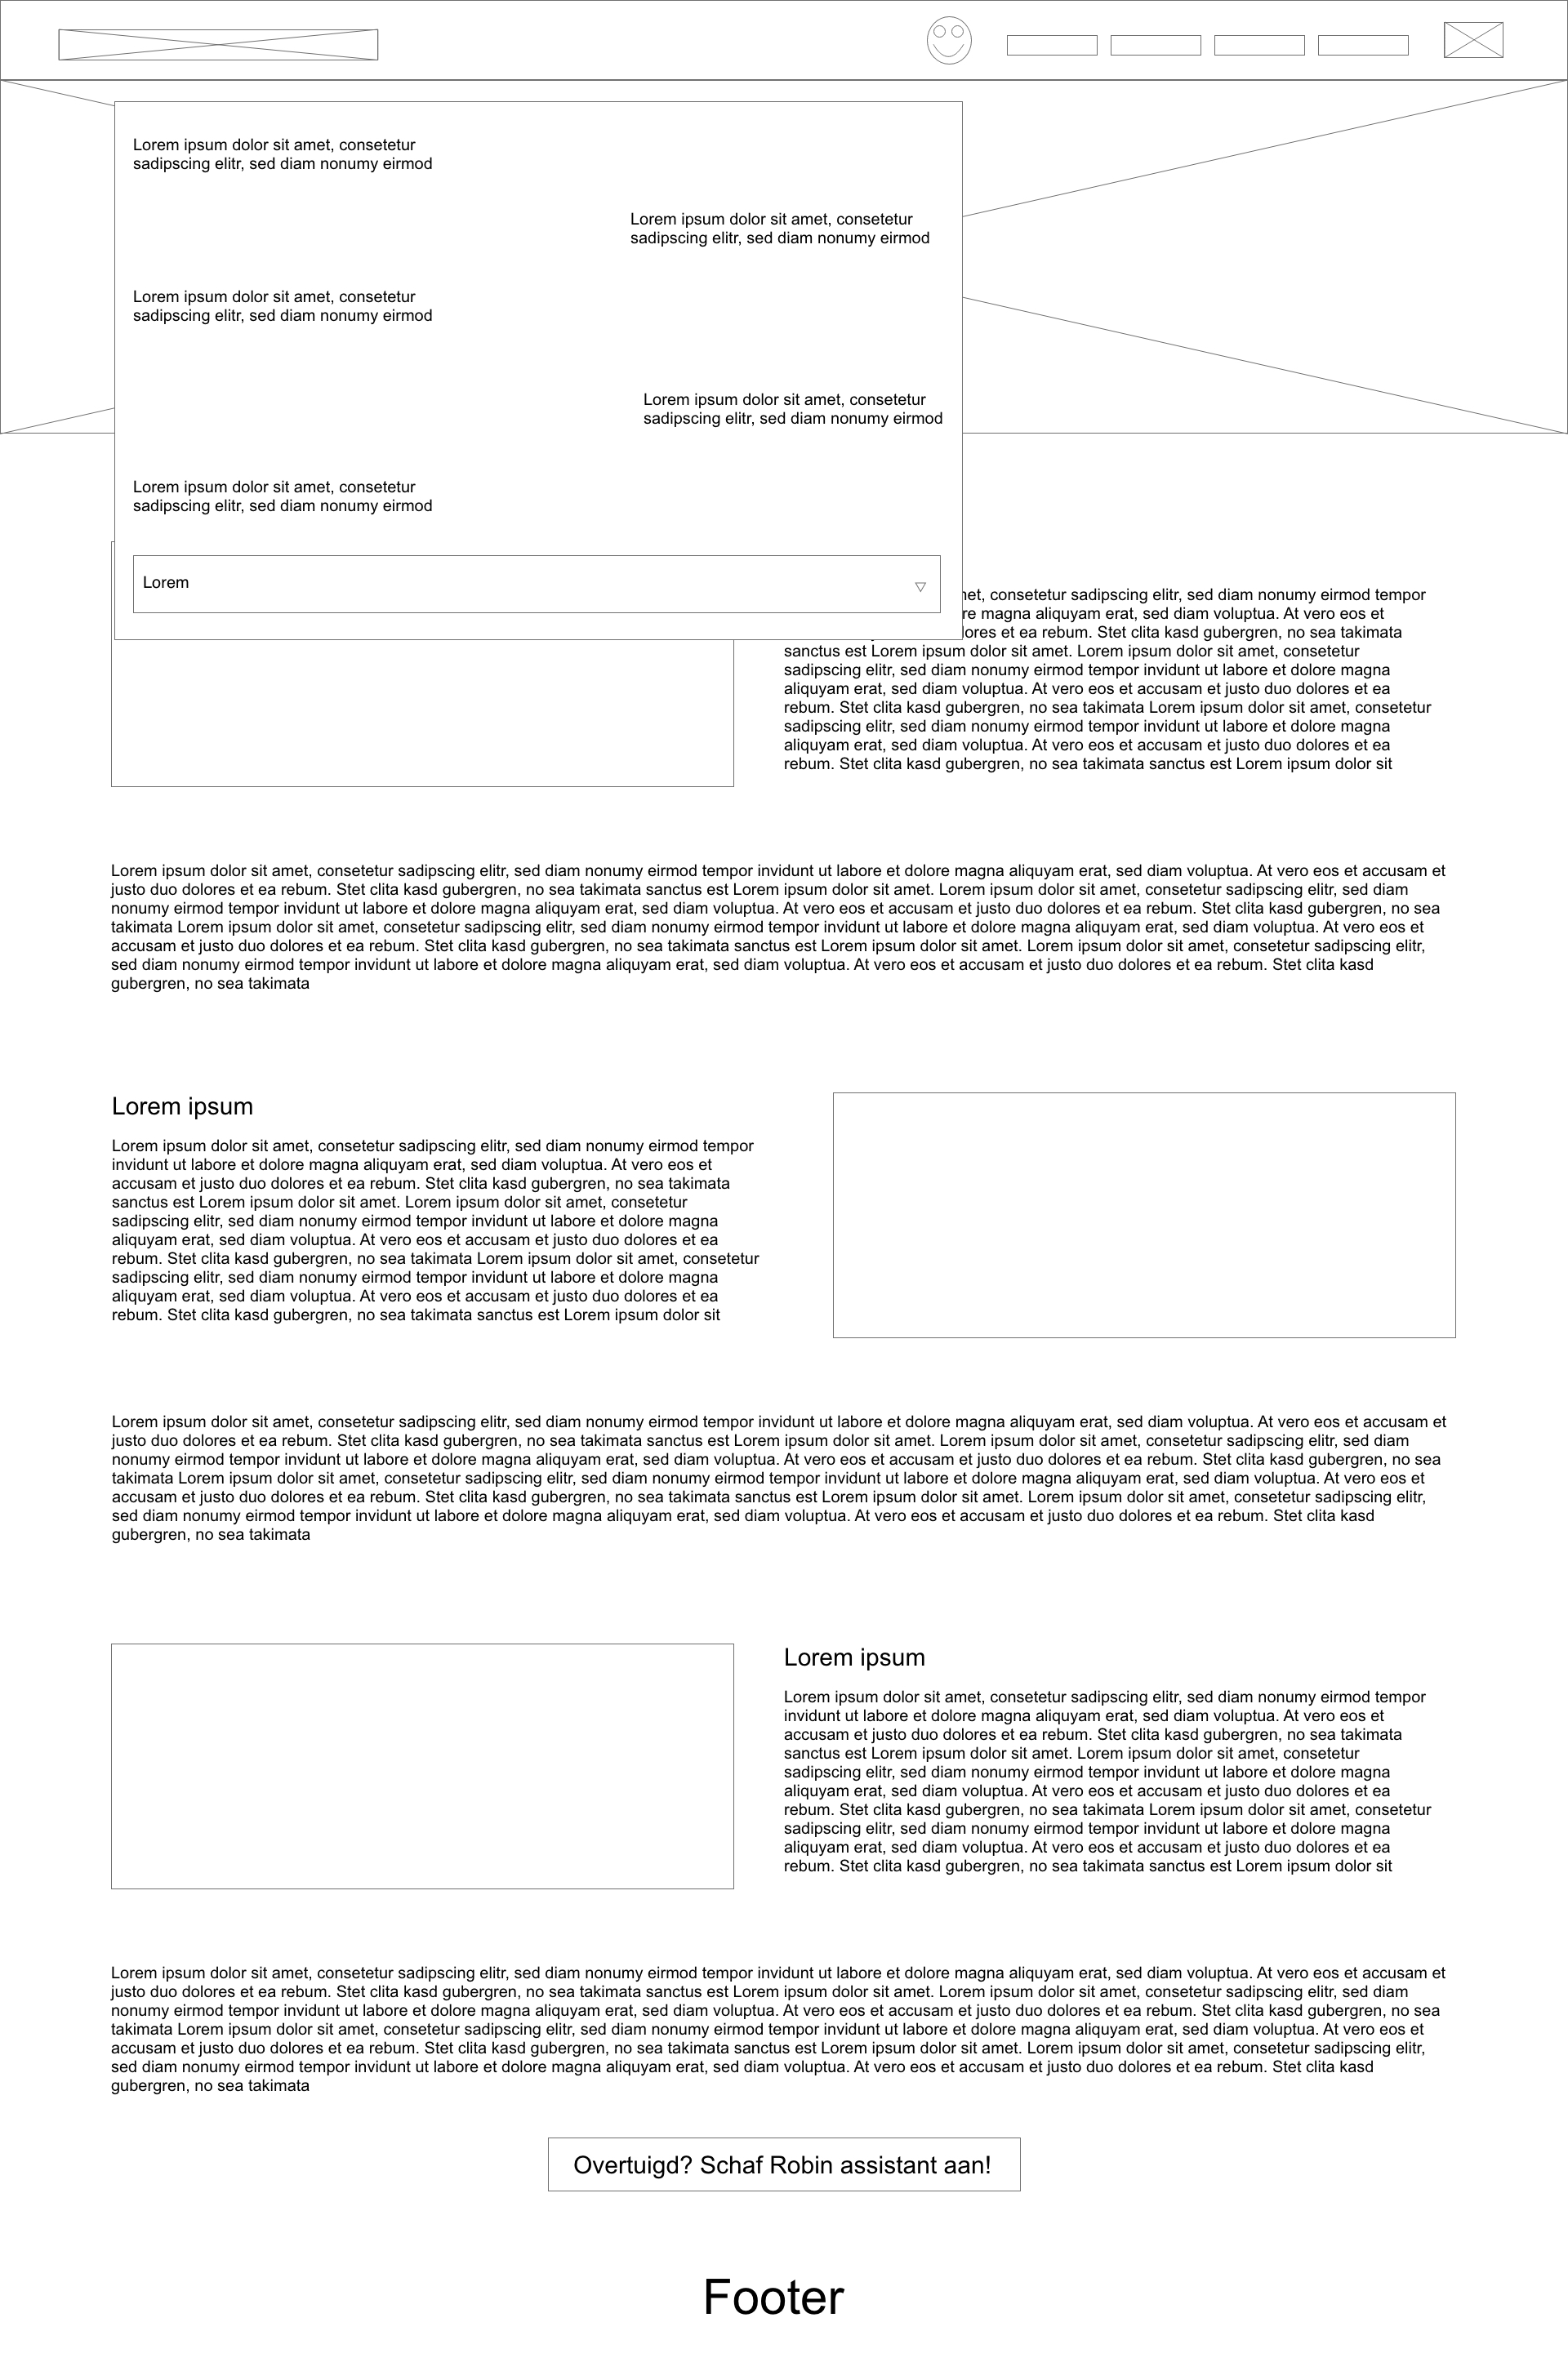 Lorem ipsum dolor sit amet, consetetur
sadipscing elitr, sed diam nonumy eirmod
Lorem ipsum dolor sit amet, consetetur
sadipscing elitr, sed diam nonumy eirmod
Lorem ipsum dolor sit amet, consetetur
sadipscing elitr, sed diam nonumy eirmod
Lorem ipsum dolor sit amet, consetetur
sadipscing elitr, sed diam nonumy eirmod
Lorem ipsum dolor sit amet, consetetur
sadipscing elitr, sed diam nonumy eirmod
Lorem
consetetur sadipscing elitr, sed diam nonumy eirmod tempor
magna aliquyam erat, sed diam voluptua. At vero eos et
et ea rebum. Stet clita kasd gubergren, no sea takimata
sanctus est Lorem ipsum dolor sit amet. Lorem ipsum dolor sit amet, consetetur
sadipscing elitr, sed diam nonumy eirmod tempor invidunt ut labore et dolore magna
aliquyam erat, sed diam voluptua. At vero eos et accusam et justo duo dolores et ea
rebum. Stet clita kasd gubergren, no sea takimata Lorem ipsum dolor sit amet, consetetur
sadipscing elitr, sed diam nonumy eirmod tempor invidunt ut labore et dolore magna
aliquyam erat, sed diam voluptua. At vero eos et accusam et justo duo dolores et ea
rebum. Stet clita kasd gubergren, no sea takimata sanctus est Lorem ipsum dolor sit
Lorem ipsum dolor sit amet, consetetur sadipscing elitr, sed diam nonumy eirmod tempor invidunt ut labore et dolore magna aliquyam erat, sed diam voluptua. At vero eos et accusam et
justo duo dolores et ea rebum. Stet clita kasd gubergren, no sea takimata sanctus est Lorem ipsum dolor sit amet. Lorem ipsum dolor sit amet, consetetur sadipscing elitr, sed diam
nonumy eirmod tempor invidunt ut labore et dolore magna aliquyam erat, sed diam voluptua. At vero eos et accusam et justo duo dolores et ea rebum. Stet clita kasd gubergren, no sea
takimata Lorem ipsum dolor sit amet, consetetur sadipscing elitr, sed diam nonumy eirmod tempor invidunt ut labore et dolore magna aliquyam erat, sed diam voluptua. At vero eos et
accusam et justo duo dolores et ea rebum. Stet clita kasd gubergren, no sea takimata sanctus est Lorem ipsum dolor sit amet. Lorem ipsum dolor sit amet, consetetur sadipscing elitr,
sed diam nonumy eirmod tempor invidunt ut labore et dolore magna aliquyam erat, sed diam voluptua. At vero eos et accusam et justo duo dolores et ea rebum. Stet clita kasd
gubergren, no sea takimata
Lorem ipsum
Lorem ipsum dolor sit amet, consetetur sadipscing elitr, sed diam nonumy eirmod tempor
invidunt ut labore et dolore magna aliquyam erat, sed diam voluptua. At vero eos et
accusam et justo duo dolores et ea rebum. Stet clita kasd gubergren, no sea takimata
sanctus est Lorem ipsum dolor sit amet. Lorem ipsum dolor sit amet, consetetur
sadipscing elitr, sed diam nonumy eirmod tempor invidunt ut labore et dolore magna
aliquyam erat, sed diam voluptua. At vero eos et accusam et justo duo dolores et ea
rebum. Stet clita kasd gubergren, no sea takimata Lorem ipsum dolor sit amet, consetetur
sadipscing elitr, sed diam nonumy eirmod tempor invidunt ut labore et dolore magna
aliquyam erat, sed diam voluptua. At vero eos et accusam et justo duo dolores et ea
rebum. Stet clita kasd gubergren, no sea takimata sanctus est Lorem ipsum dolor sit
Lorem ipsum dolor sit amet, consetetur sadipscing elitr, sed diam nonumy eirmod tempor invidunt ut labore et dolore magna aliquyam erat, sed diam voluptua. At vero eos et accusam et
justo duo dolores et ea rebum. Stet clita kasd gubergren, no sea takimata sanctus est Lorem ipsum dolor sit amet. Lorem ipsum dolor sit amet, consetetur sadipscing elitr, sed diam
nonumy eirmod tempor invidunt ut labore et dolore magna aliquyam erat, sed diam voluptua. At vero eos et accusam et justo duo dolores et ea rebum. Stet clita kasd gubergren, no sea
takimata Lorem ipsum dolor sit amet, consetetur sadipscing elitr, sed diam nonumy eirmod tempor invidunt ut labore et dolore magna aliquyam erat, sed diam voluptua. At vero eos et
accusam et justo duo dolores et ea rebum. Stet clita kasd gubergren, no sea takimata sanctus est Lorem ipsum dolor sit amet. Lorem ipsum dolor sit amet, consetetur sadipscing elitr,
sed diam nonumy eirmod tempor invidunt ut labore et dolore magna aliquyam erat, sed diam voluptua. At vero eos et accusam et justo duo dolores et ea rebum. Stet clita kasd
gubergren, no sea takimata
Lorem ipsum
Lorem ipsum dolor sit amet, consetetur sadipscing elitr, sed diam nonumy eirmod tempor
invidunt ut labore et dolore magna aliquyam erat, sed diam voluptua. At vero eos et
accusam et justo duo dolores et ea rebum. Stet clita kasd gubergren, no sea takimata
sanctus est Lorem ipsum dolor sit amet. Lorem ipsum dolor sit amet, consetetur
sadipscing elitr, sed diam nonumy eirmod tempor invidunt ut labore et dolore magna
aliquyam erat, sed diam voluptua. At vero eos et accusam et justo duo dolores et ea
rebum. Stet clita kasd gubergren, no sea takimata Lorem ipsum dolor sit amet, consetetur
sadipscing elitr, sed diam nonumy eirmod tempor invidunt ut labore et dolore magna
aliquyam erat, sed diam voluptua. At vero eos et accusam et justo duo dolores et ea
rebum. Stet clita kasd gubergren, no sea takimata sanctus est Lorem ipsum dolor sit
Lorem ipsum dolor sit amet, consetetur sadipscing elitr, sed diam nonumy eirmod tempor invidunt ut labore et dolore magna aliquyam erat, sed diam voluptua. At vero eos et accusam et
justo duo dolores et ea rebum. Stet clita kasd gubergren, no sea takimata sanctus est Lorem ipsum dolor sit amet. Lorem ipsum dolor sit amet, consetetur sadipscing elitr, sed diam
nonumy eirmod tempor invidunt ut labore et dolore magna aliquyam erat, sed diam voluptua. At vero eos et accusam et justo duo dolores et ea rebum. Stet clita kasd gubergren, no sea
takimata Lorem ipsum dolor sit amet, consetetur sadipscing elitr, sed diam nonumy eirmod tempor invidunt ut labore et dolore magna aliquyam erat, sed diam voluptua. At vero eos et
accusam et justo duo dolores et ea rebum. Stet clita kasd gubergren, no sea takimata sanctus est Lorem ipsum dolor sit amet. Lorem ipsum dolor sit amet, consetetur sadipscing elitr,
sed diam nonumy eirmod tempor invidunt ut labore et dolore magna aliquyam erat, sed diam voluptua. At vero eos et accusam et justo duo dolores et ea rebum. Stet clita kasd
gubergren, no sea takimata
Overtuigd? Schaf Robin assistant aan!
Footer